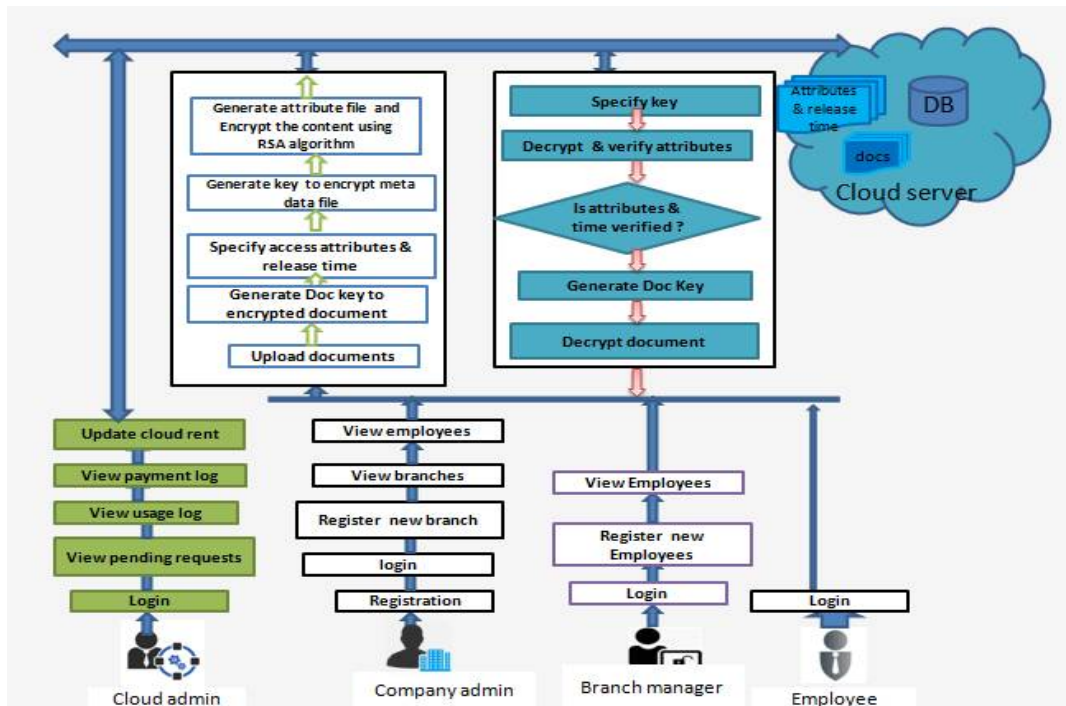 Generate attribute file and
Encrypt the content using
RSA algorithm
Generate key to encrypt meta
data file
Specify access attributes &
release time
Generate Doc key to
encrypted document
Upload documents
Specify key
Decrypt & verify attributes
Is attributes &
time verified ?
Generate Doc Key
Decrypt document
Attributes
& release
time
DB
docs
Cloud server
Update cloud rent
View payment log
View usage log
View pending requests
Login
Cloud admin
View employees
View branches
Register new branch
login
Registration
Company admin
View Employees
Register new
Employees
Login
Branch manager
Login
Employee